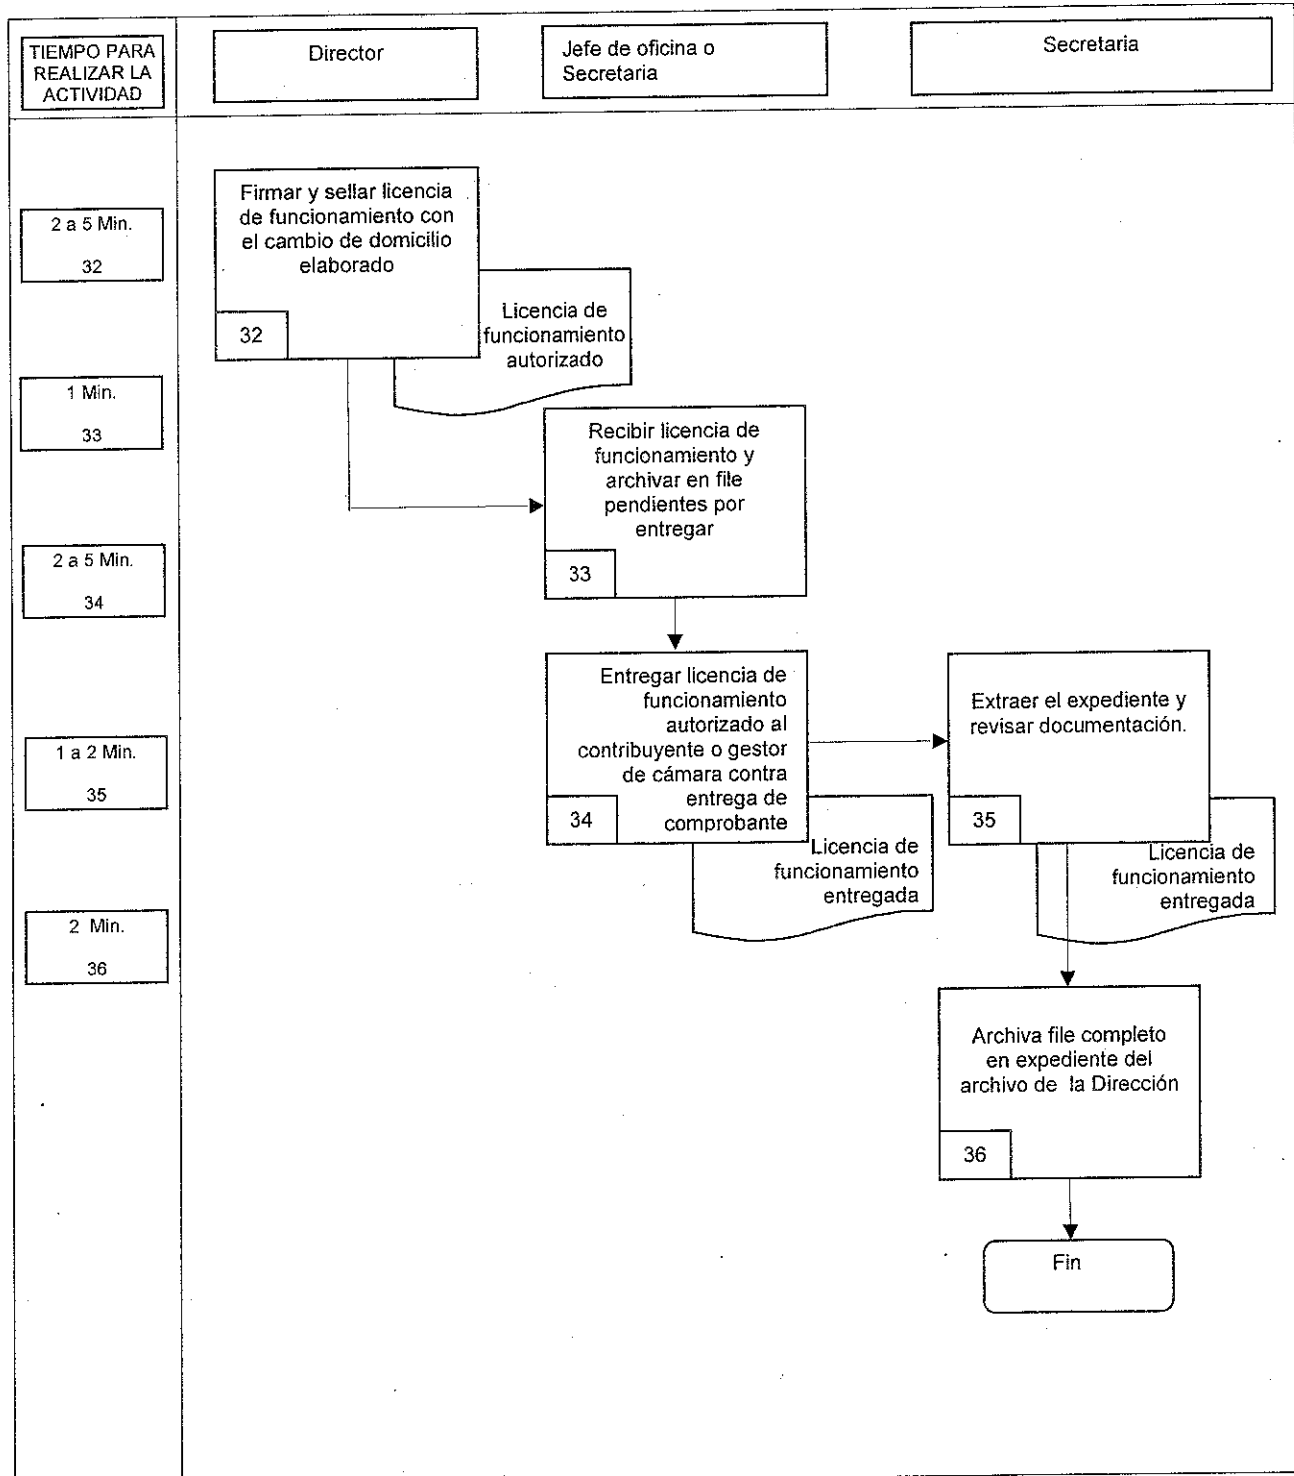 TIEMPO PARA
REALIZAR LA
ACTIVIDAD
Director
Jefe de oficina o
Secretaria
Secretaria
2 a 5 Min.
32
1 Min.
33
2 a 5 Min.
34
1 a 2 Min.
35
2 Min.
36
Firmar y sellar licencia
de funcionamiento con
el cambio de domicilio
elaborado
32
Licencia de
funcionamiento
autorizado
Recibir licencia de
funcionamiento y
archivar en file
pendientes por
entregar
33
Entregar licencia de
funcionamiento
autorizado al
contribuyente o gestor
de cámara contra
entrega de
comprobante
34
Licencia de
funcionamiento
entregada
Extraer el expediente y
revisar documentación.
35
Licencia de
funcionamiento
entregada
Archiva file completo
en expediente del
archivo de la Dirección
36
Fin